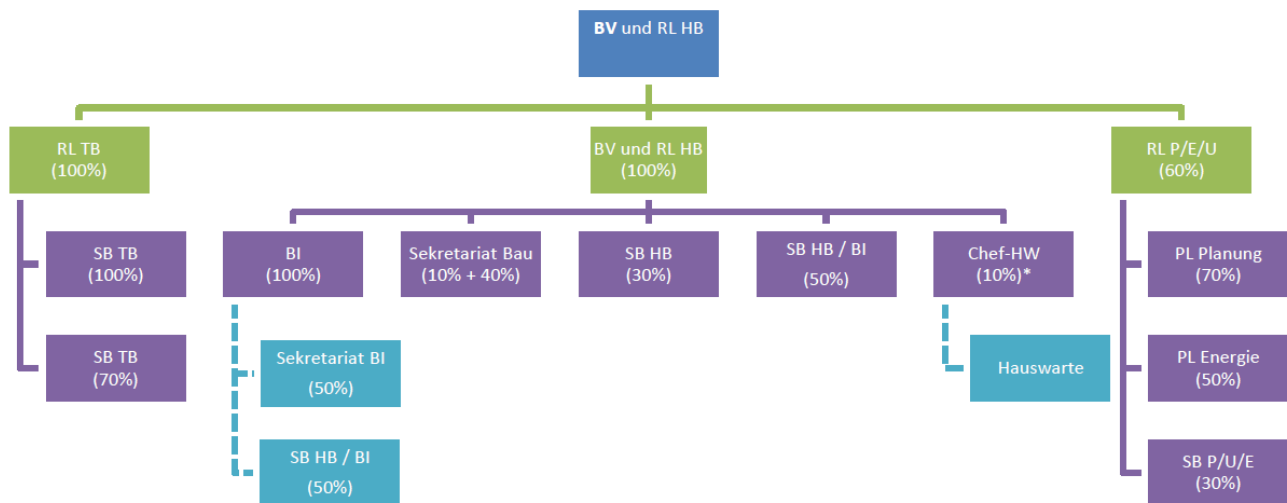 BV und RL HB
RL TB
(100%)
BV und RL HB
(100%)
RL P/E/U
(60%)
SB TB
(100%)
BI
(100%)
Sekretariat Bau
(10% + 40%)
SB HB
(30%)
SB HB / BI
(50%)
Chef-HW
(10%)*
PL Planung
(70%)
SB TB
(70%)
Sekretariat BI
(50%)
Hauswarte
PL Energie
(50%)
SB HB / BI
(50%)
SB P/U/E
(30%)